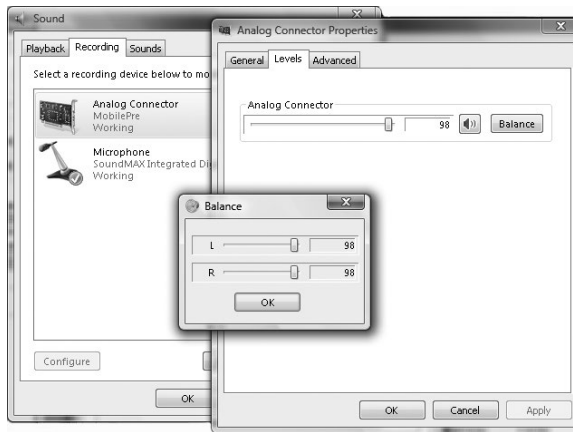 Sound
Playback Recording Sounds
Select a recording device below to mo
Analog Connector
MobilePre
Working
Microphone
SoundMAX Integrated Di
Working
Configure
OK
Analog Connector Properties
General Levels Advanced
Analog Connector
98 Balance
Balance
L 98
R 98
OK
OK Cancel Apply